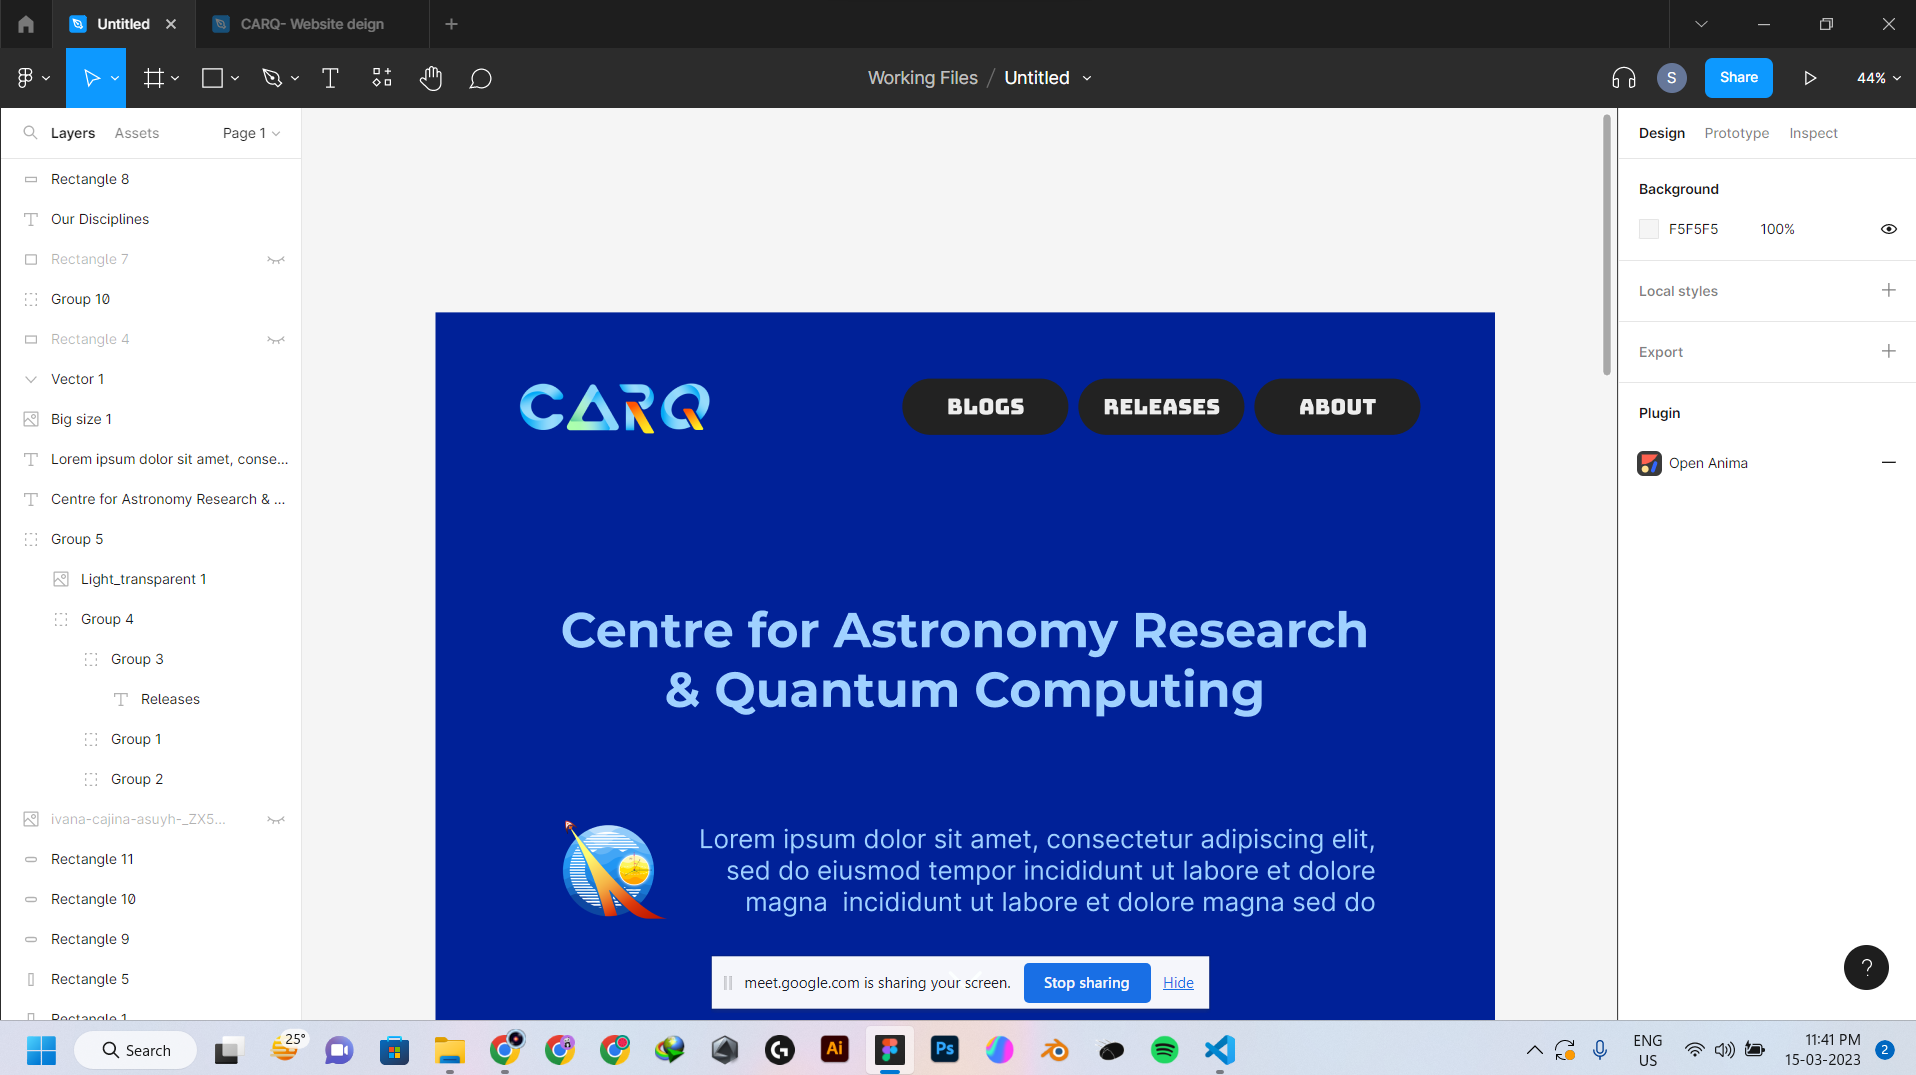 Untitled
CARQ- Website deign
Working Files / Untitled
S
Share
44%
Layers
Assets
Page 1
Rectangle 8
Our Disciplines
Rectangle 7
Group 10
Rectangle 4
Vector 1
Big size 1
Lorem ipsum dolor sit amet, conse...
Centre for Astronomy Research & ...
Group 5
Light_transparent 1
Group 4
Group 3
Releases
Group 1
Group 2
ivana-cajina-asuyh-_ZX5...
Rectangle 11
Rectangle 10
Rectangle 9
Rectangle 5
Rectangle 1
CARQ
BLOGS
RELEASES
ABOUT
Centre for Astronomy Research
& Quantum Computing
Lorem ipsum dolor sit amet, consectetur adipiscing elit,
sed do eiusmod tempor incididunt ut labore et dolore
magna  incididunt ut labore et dolore magna sed do
meet.google.com is sharing your screen.
Stop sharing
Hide
Design
Prototype
Inspect
Background
F5F5F5
100%
Local styles
Export
Plugin
Open Anima
?
Search
25°
Ai
Ps
ENG
US
11:41 PM
15-03-2023
2